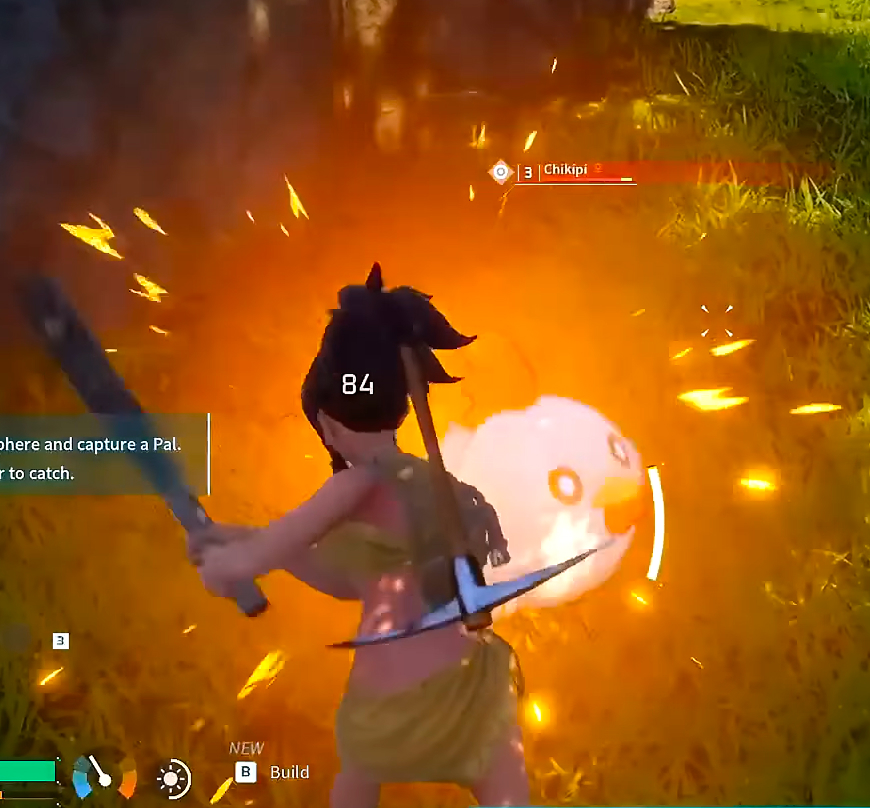 3 Chikipi
84
phere and capture a Pal.
r to catch.
3
NEW
B Build